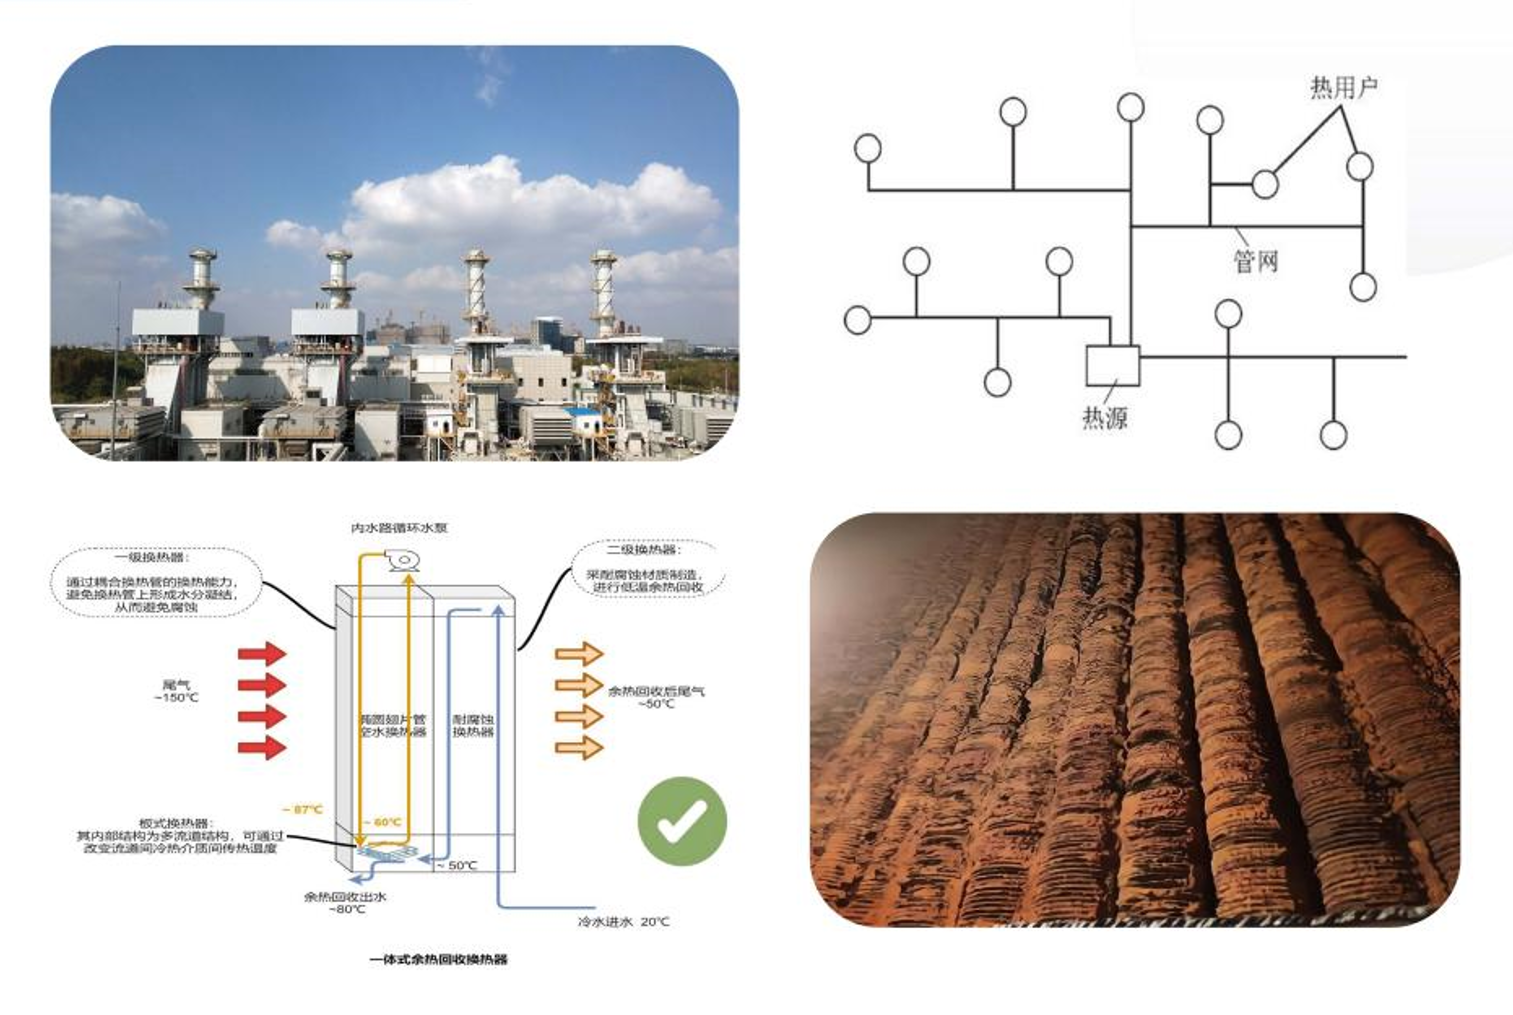 热用户
管网
热源
内水路循环水泵
一级换热器：
通过耦合换热管的换热能力，
避免换热管上形成水分凝结，
从而避免腐蚀
二级换热器：
采耐腐蚀材质制造，
进行低温余热回收
尾气
~150℃
椭圆翅片管
空水换热器
耐腐蚀
换热器
余热回收后尾气
~50℃
~ 87℃
~ 60℃
板式换热器：
其内部结构为多流道结构，可通过
改变流道间冷热介质间传热温度
~ 50℃
余热回收出水
~80℃
冷水进水 20℃
一体式余热回收换热器